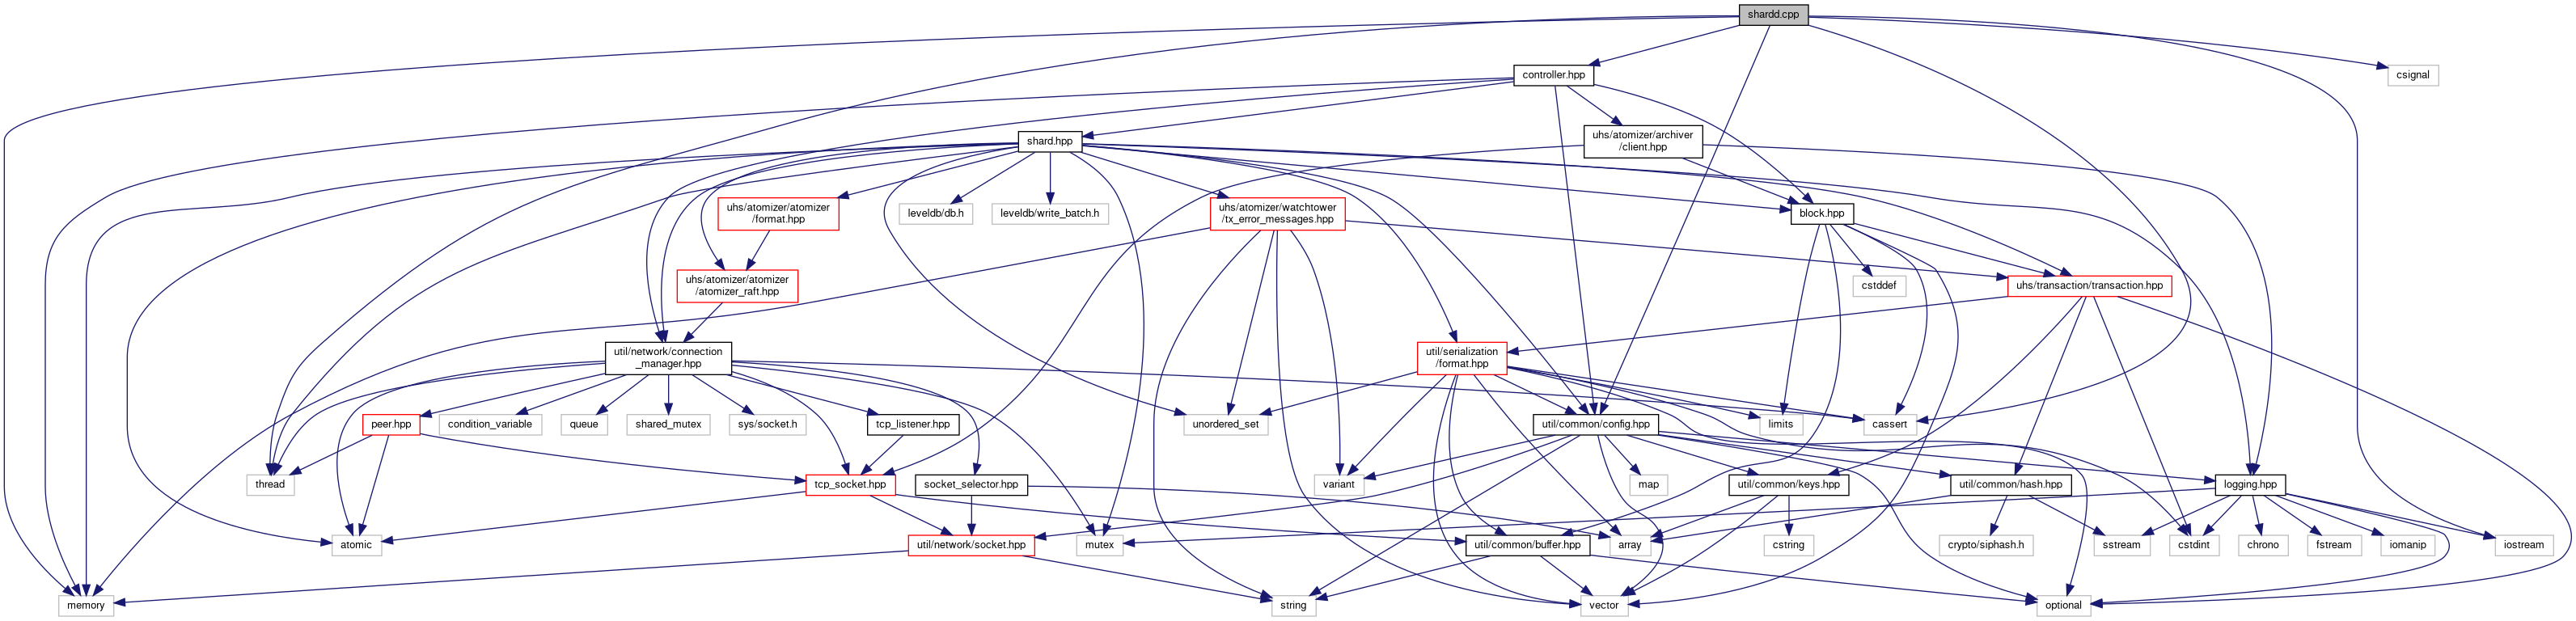 shardd.cpp
controller.hpp
csignal
shard.hpp
uhs/atomizer/archiver
/client.hpp
uhs/atomizer/atomizer
/format.hpp
leveldb/db.h
leveldb/write_batch.h
uhs/atomizer/watchtower
/tx_error_messages.hpp
block.hpp
uhs/atomizer/atomizer
/atomizer_raft.hpp
cstddef
uhs/transaction/transaction.hpp
util/network/connection
_manager.hpp
util/serialization
/format.hpp
peer.hpp
condition_variable
queue
shared_mutex
sys/socket.h
tcp_listener.hpp
unordered_set
util/common/config.hpp
limits
cassert
thread
tcp_socket.hpp
socket_selector.hpp
variant
map
util/common/keys.hpp
util/common/hash.hpp
logging.hpp
atomic
util/network/socket.hpp
mutex
util/common/buffer.hpp
array
cstring
crypto/siphash.h
sstream
cstdint
chrono
fstream
iomanip
iostream
memory
string
vector
optional